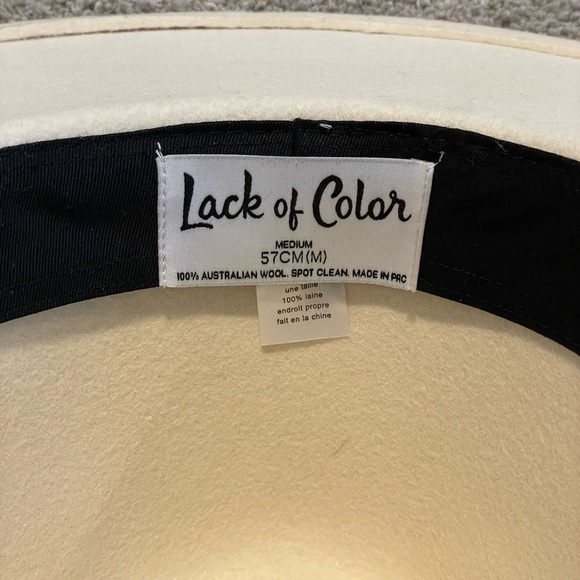 Lack of Color
MEDIUM
57CM(M)
100% AUSTRALIAN WOOL. SPOT CLEAN. MADE IN PRC
une taille
100% laine
endroit propre
fait en la chine